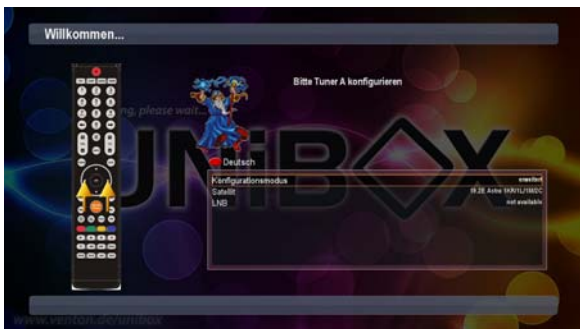 Willkommen...
Bitte Tuner A konfigurieren
ng, please wait...
UNiBOX
Deutsch
Konfigurationsmodus erweitert
Satellit 19.2E Astra 1KR/1L/1M/2C
LNB not available
www.venton.de/unibox